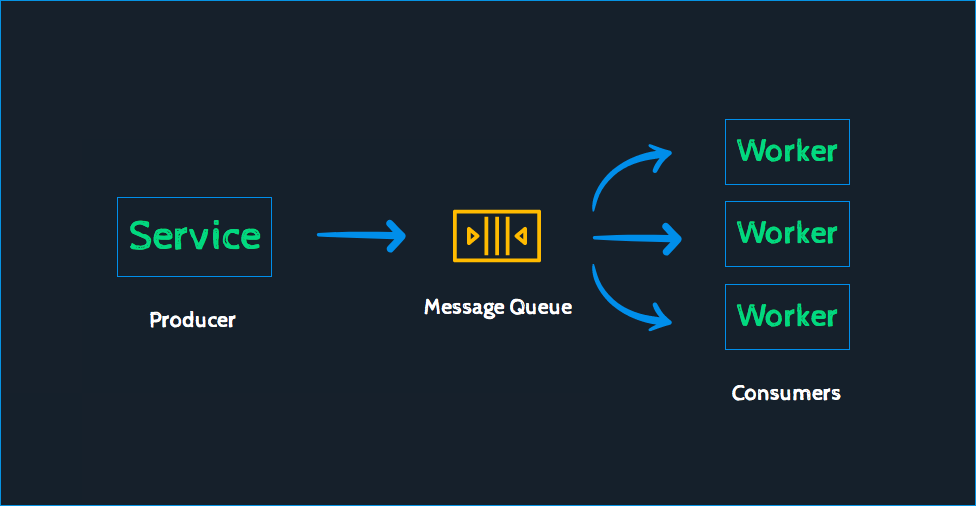 Service
Producer
Message Queue
Worker
Worker
Worker
Consumers